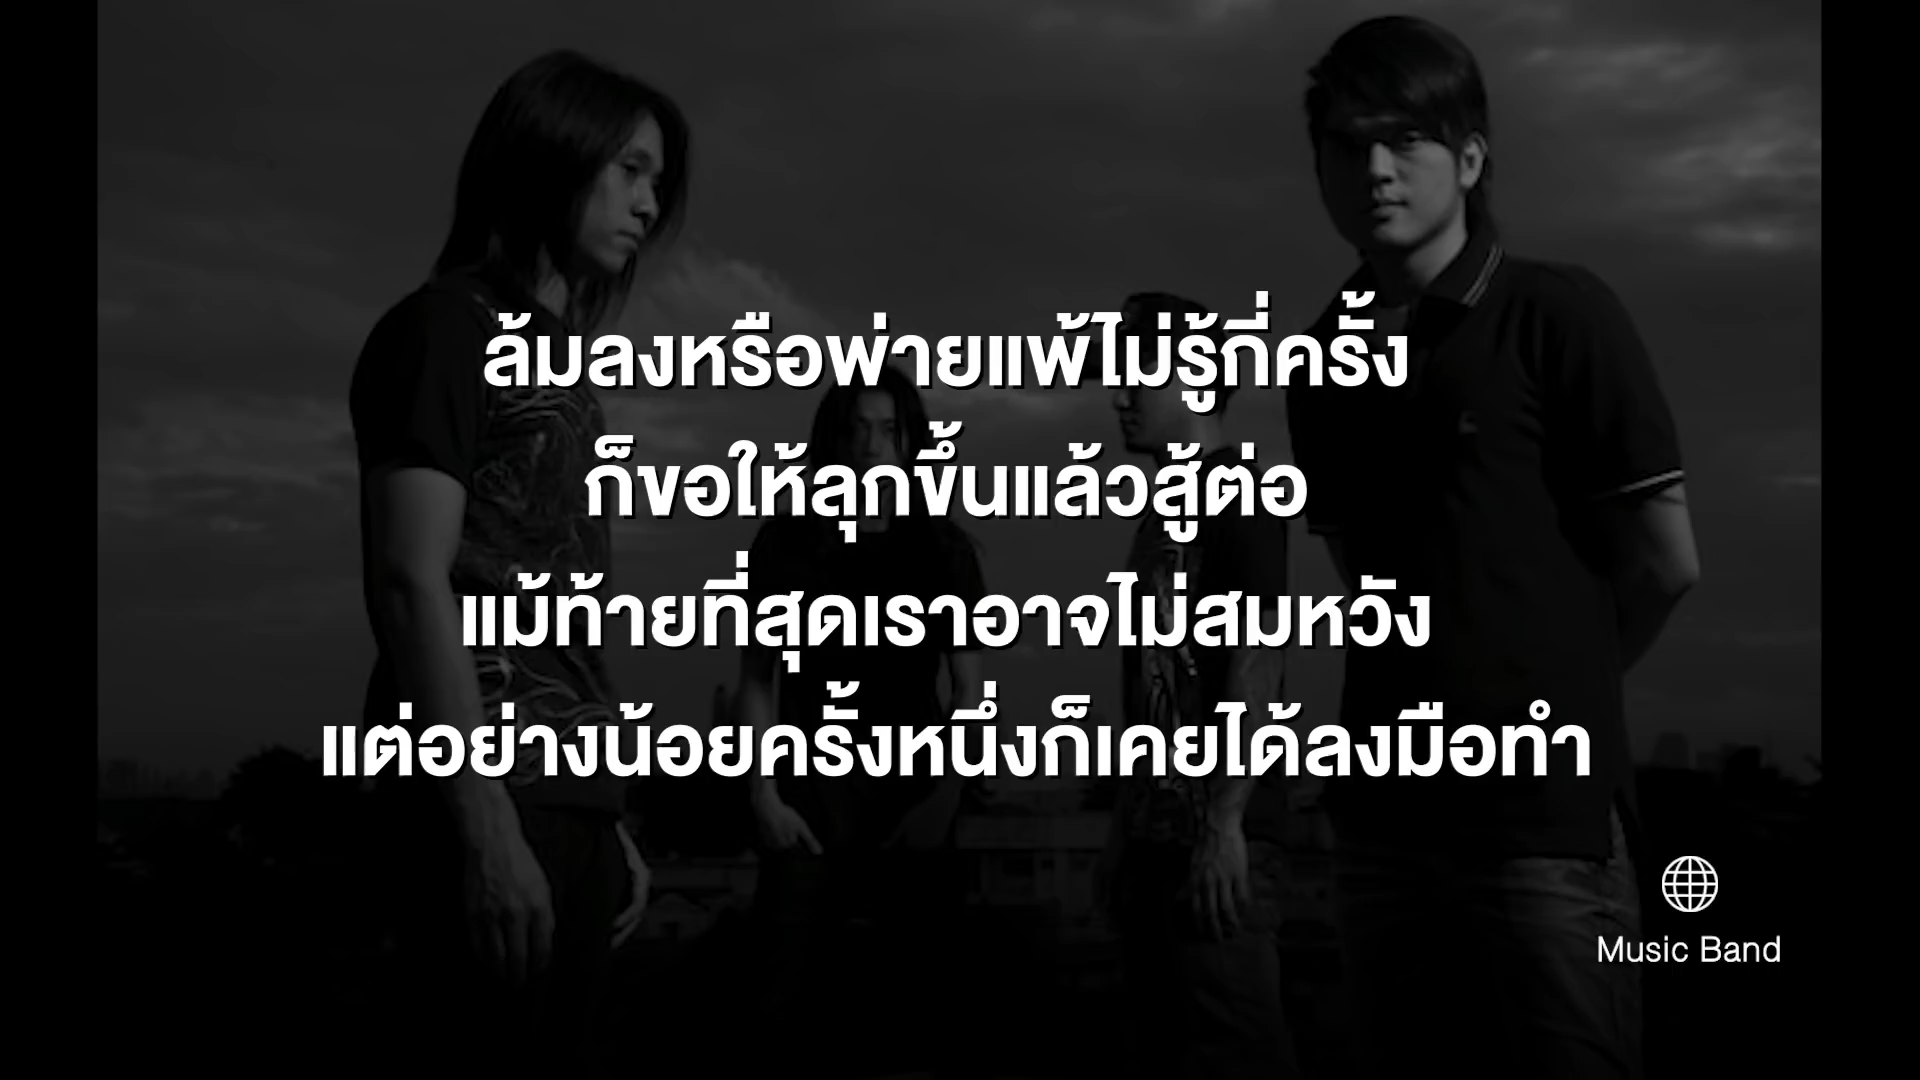 ล้มลงหรือพ่ายแพ้ไม่รู้กี่ครั้ง
ก็ขอให้ลุกขึ้นแล้วสู้ต่อ
แม้ท้ายที่สุดเราอาจไม่สมหวัง
แต่อย่างน้อยครั้งหนึ่งก็เคยได้ลงมือทำ
Music Band